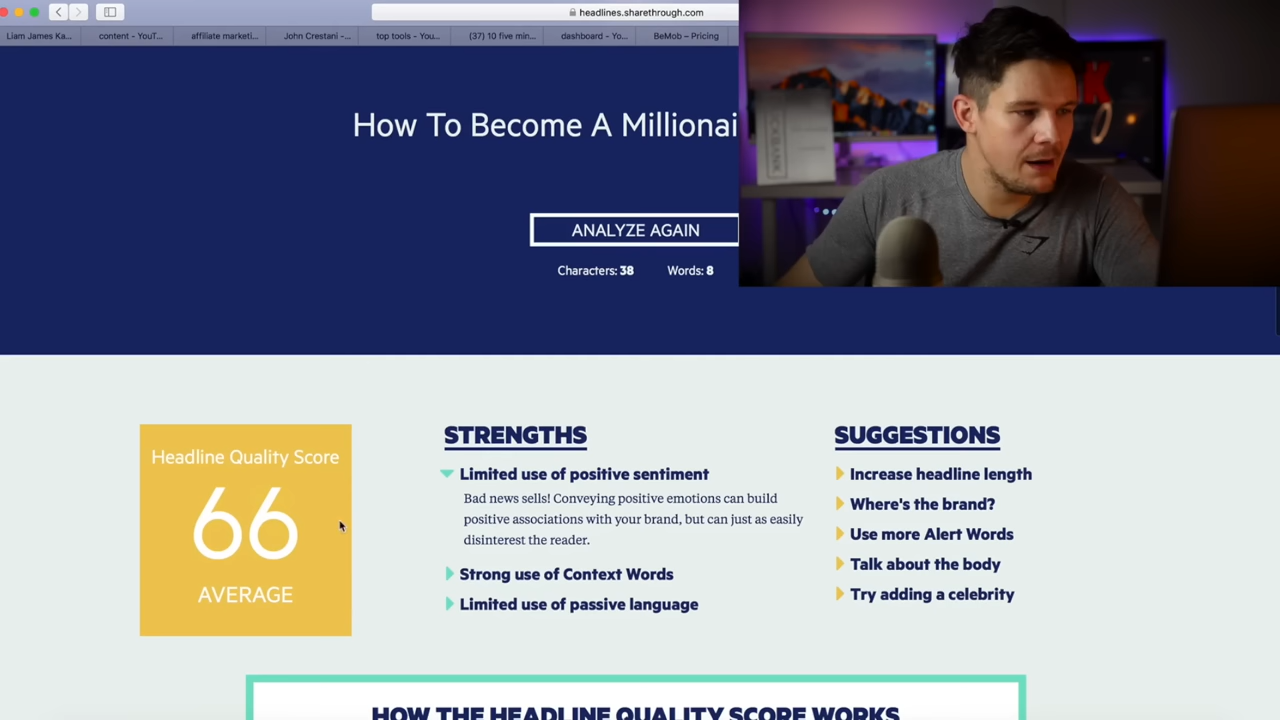 headlines.sharethrough.com
Liam James Ka... content - YouT... affiliate marketi... John Crestani -... top tools - You... (37) 10 five min... dashboard - Yo... BeMob – Pricing
How To Become A Millionai
ANALYZE AGAIN
Characters: 38 Words: 8
Headline Quality Score
66
AVERAGE
STRENGTHS
Limited use of positive sentiment
Bad news sells! Conveying positive emotions can build
positive associations with your brand, but can just as easily
disinterest the reader.
Strong use of Context Words
Limited use of passive language
SUGGESTIONS
Increase headline length
Where's the brand?
Use more Alert Words
Talk about the body
Try adding a celebrity
HOW THE HEADLINE QUALITY SCORE WORKS